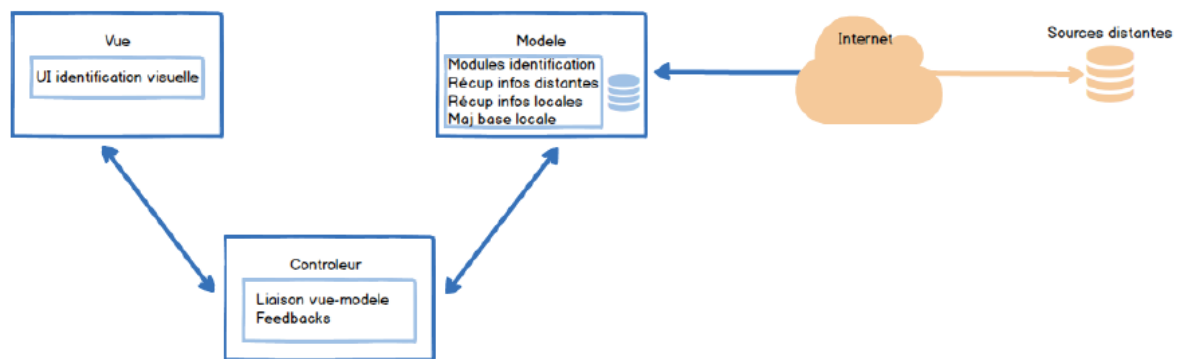 Vue
UI identification visuelle
Modele
Modules identification
Récup infos distantes
Récup infos locales
Maj base locale
Internet
Sources distantes
Controleur
Liaison vue-modele
Feedbacks